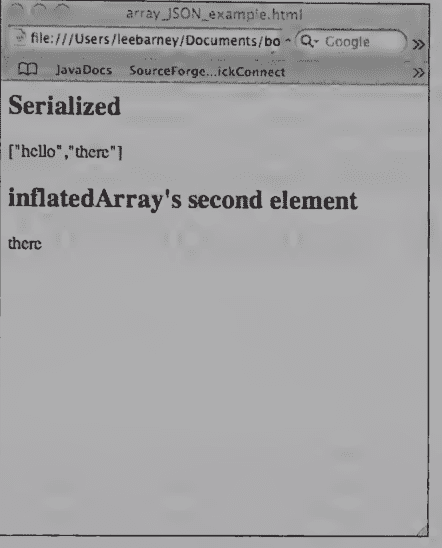 array_JSON_example.html
file:///Users/leebarney/Documents/bo
Google
JavaDocs SourceForge...ickConnect
Serialized
["hello","there"]
inflatedArray's second element
there